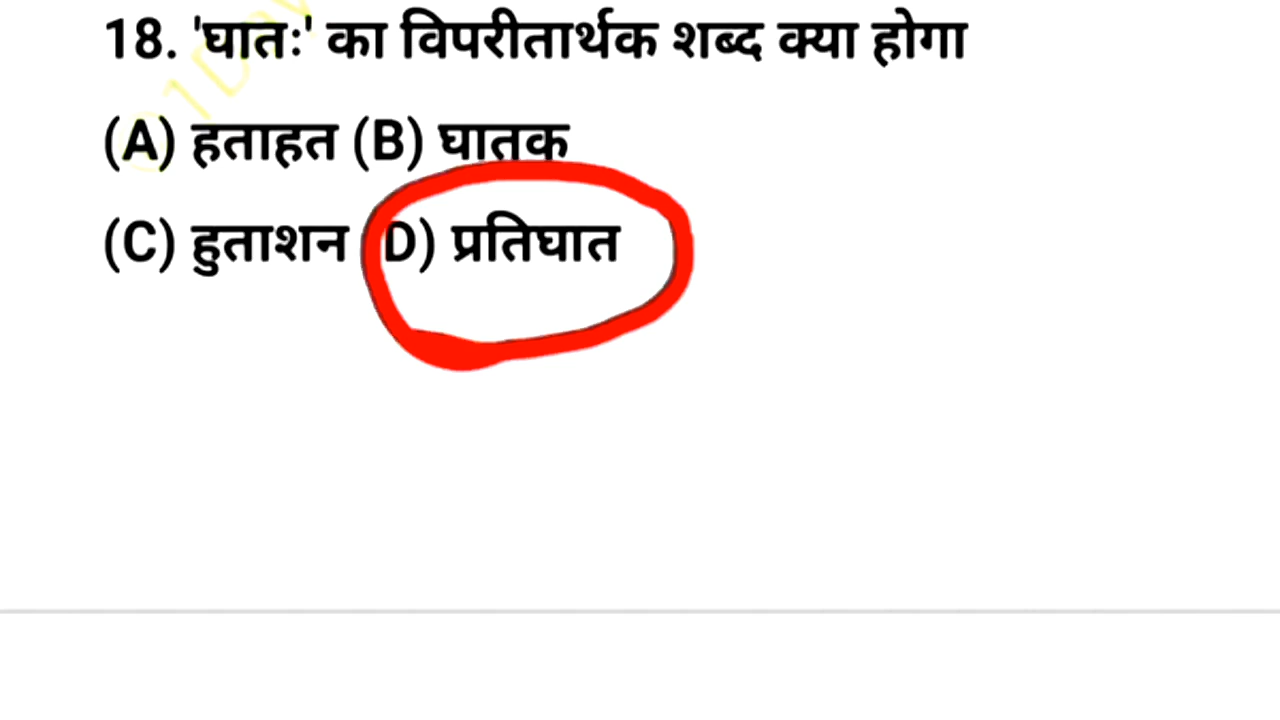 18. 'घातः' का विपरीतार्थक शब्द क्या होगा
(A) हताहत (B) घातक
(C) हुताशन (D) प्रतिघात